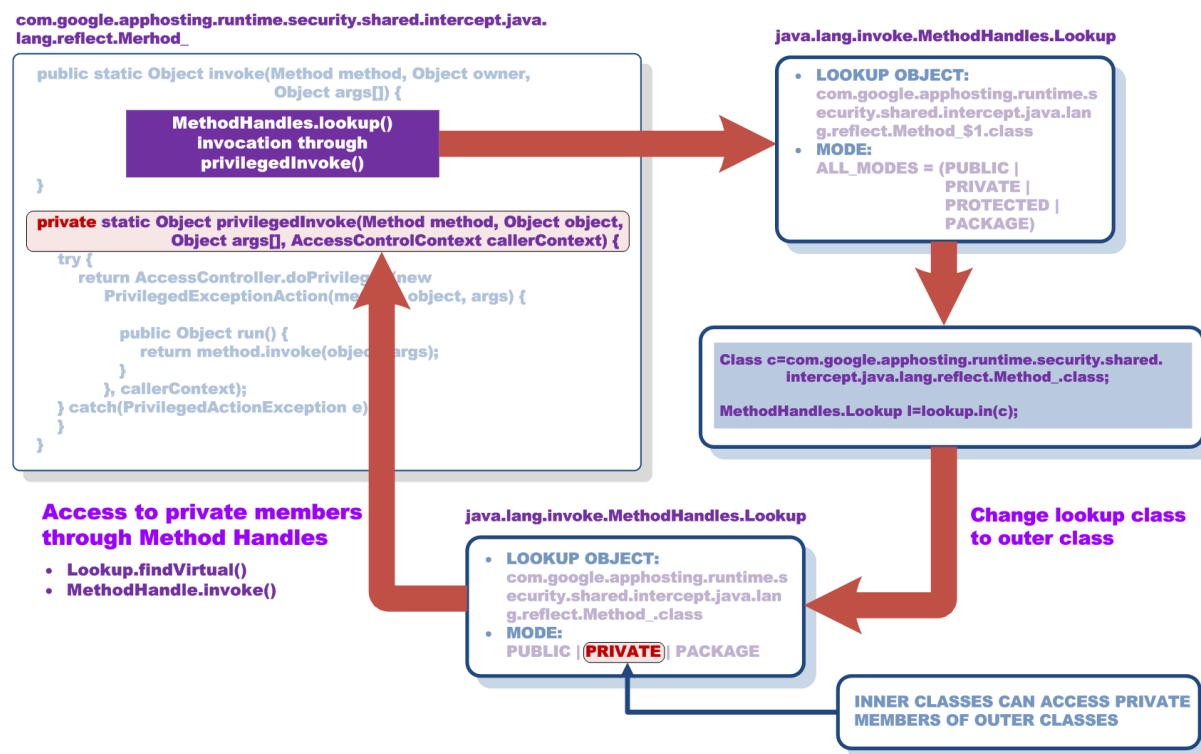 com.google.apphosting.runtime.security.shared.intercept.java.
lang.reflect.Merhod_
public static Object invoke(Method method, Object owner,
Object args[]) {
MethodHandles.lookup()
invocation through
privilegedInvoke()
}
private static Object privilegedInvoke(Method method, Object object,
Object args[], AccessControlContext callerContext) {
try {
return AccessController.doPrivileged(new
PrivilegedExceptionAction(me object, args) {
public Object run() {
return method.invoke(object args);
}
}, callerContext);
} catch(PrivilegedActionException e)
}
}
java.lang.invoke.MethodHandles.Lookup
• LOOKUP OBJECT:
com.google.apphosting.runtime.s
ecurity.shared.intercept.java.lan
g.reflect.Method_$1.class
• MODE:
ALL_MODES = (PUBLIC |
PRIVATE |
PROTECTED |
PACKAGE)
Class c=com.google.apphosting.runtime.security.shared.
intercept.java.lang.reflect.Method_.class;
MethodHandles.Lookup l=lookup.in(c);
Change lookup class
to outer class
java.lang.invoke.MethodHandles.Lookup
• LOOKUP OBJECT:
com.google.apphosting.runtime.s
ecurity.shared.intercept.java.lan
g.reflect.Method_.class
• MODE:
PUBLIC | PRIVATE | PACKAGE
INNER CLASSES CAN ACCESS PRIVATE
MEMBERS OF OUTER CLASSES
Access to private members
through Method Handles
• Lookup.findVirtual()
• MethodHandle.invoke()